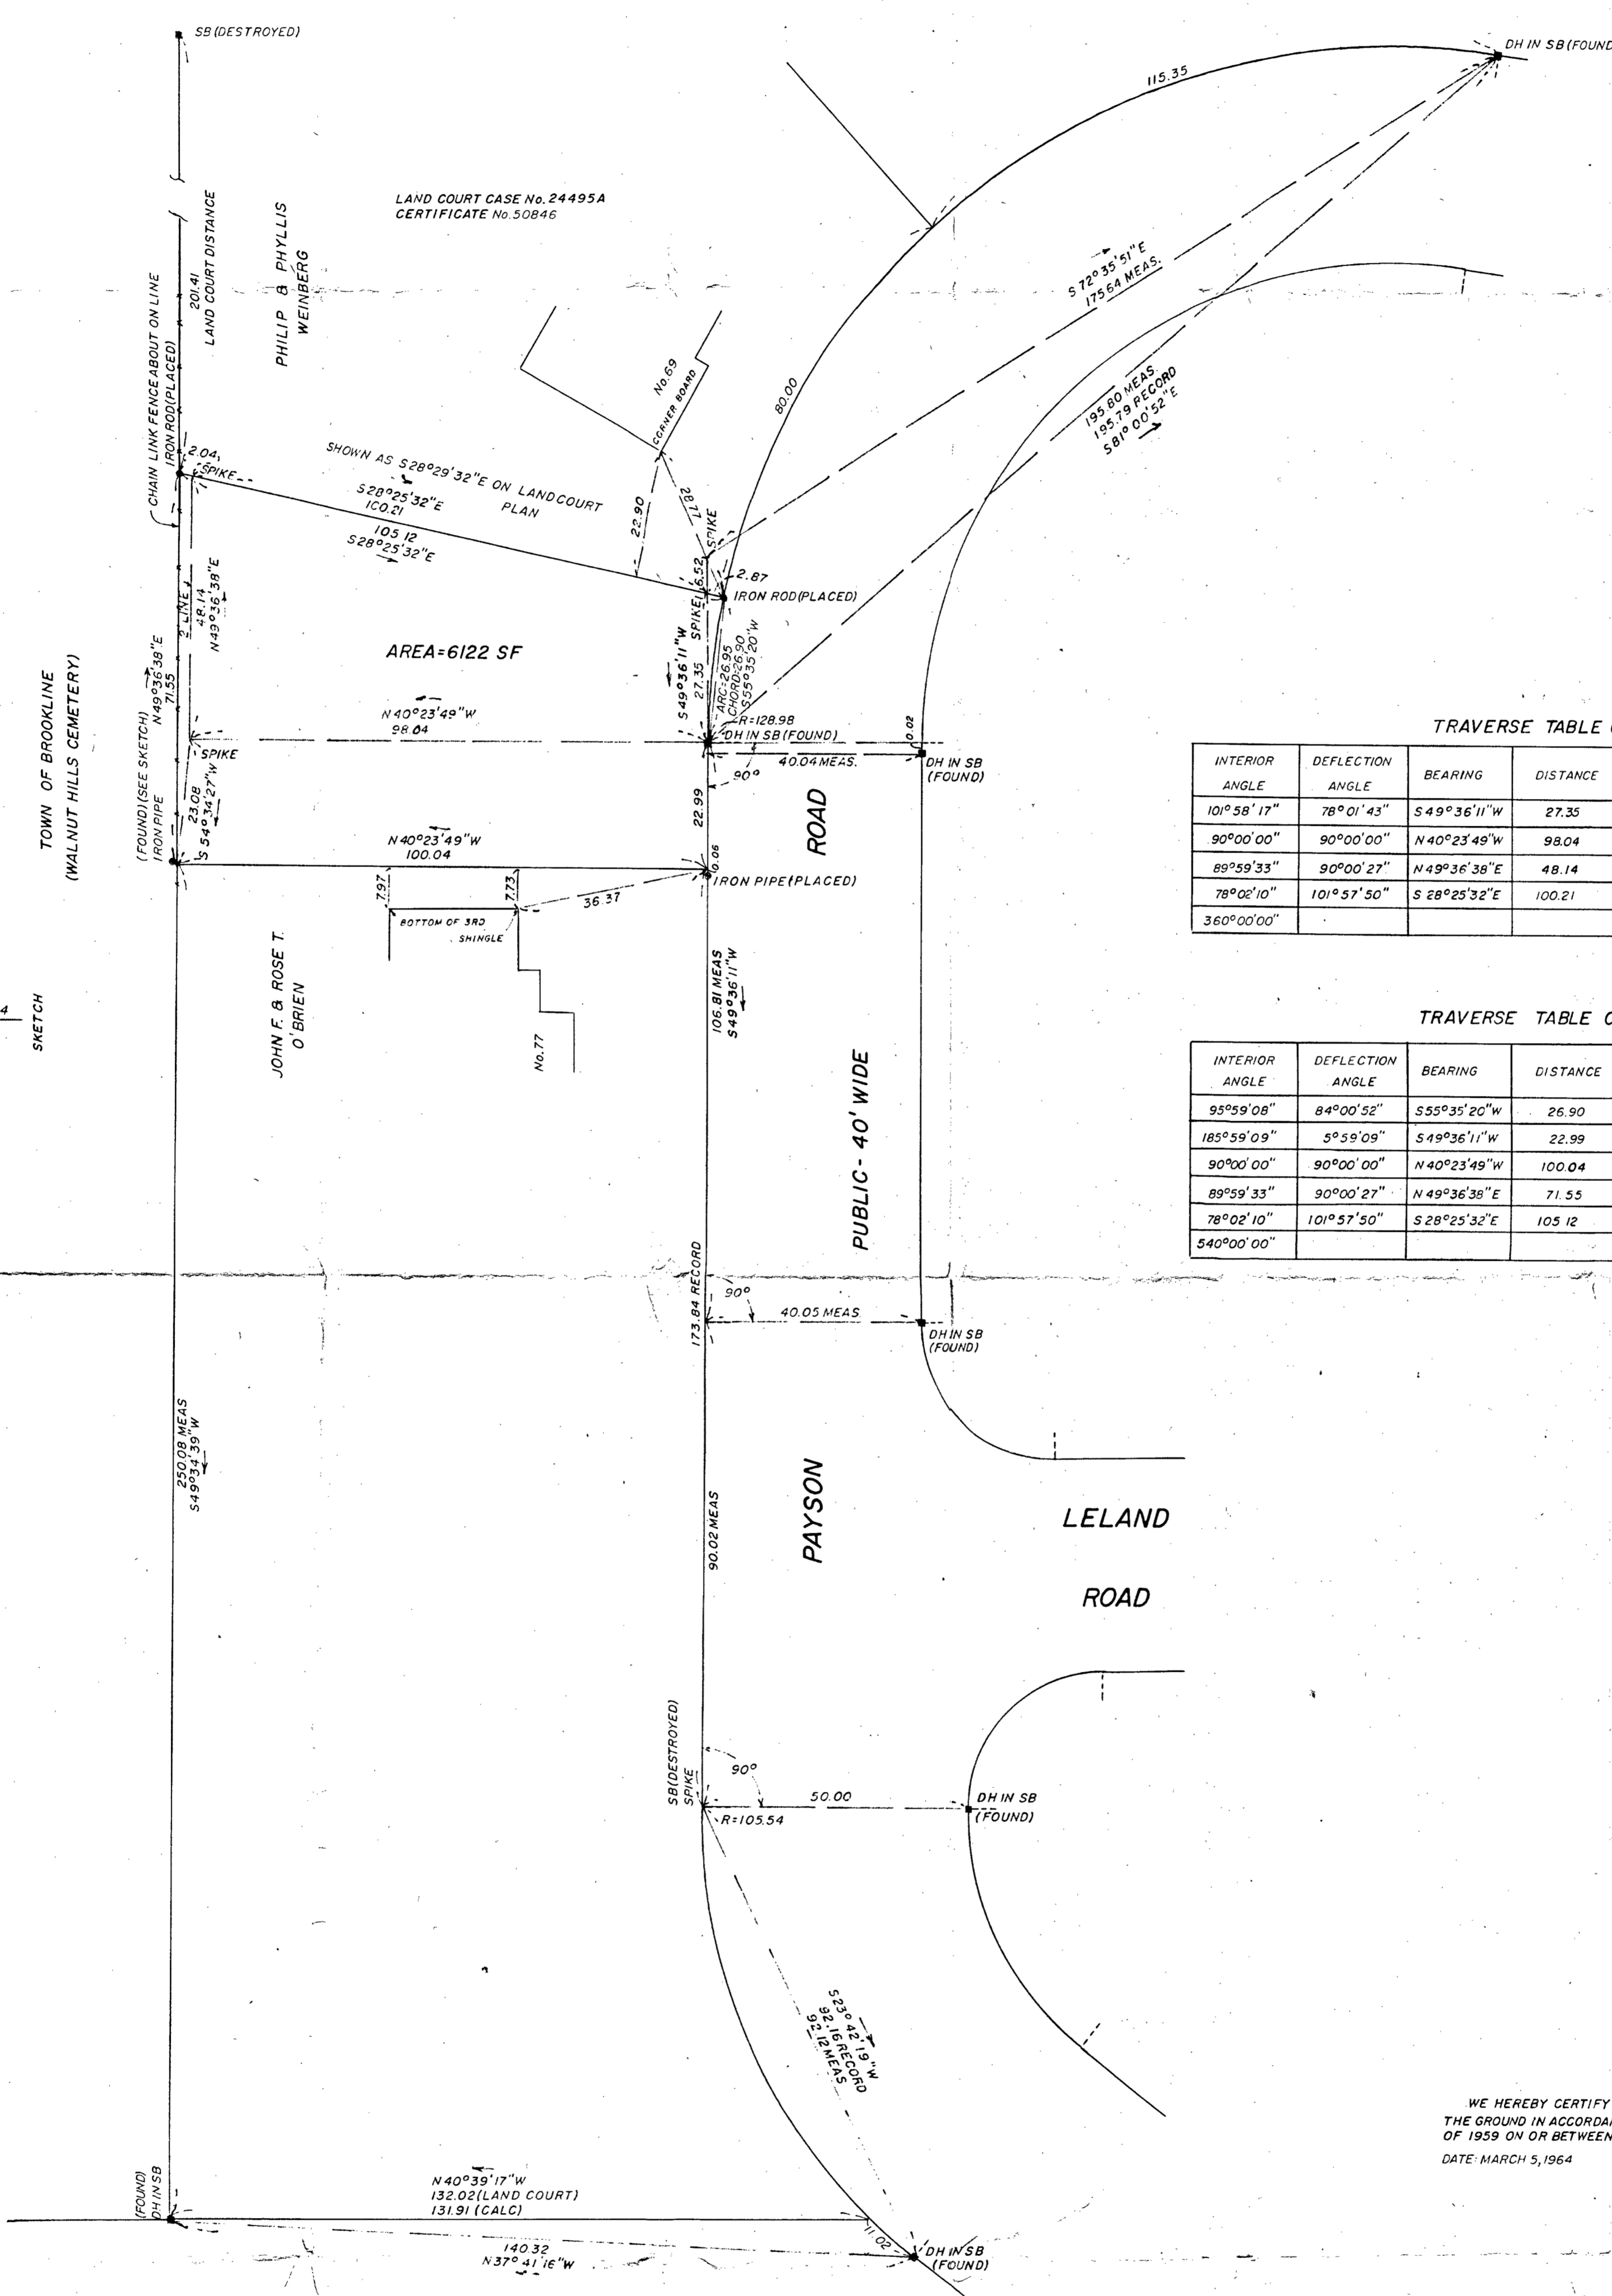 SB (DESTROYED)
DH IN SB (FOUND
115.35
LAND COURT CASE No. 24495A
CERTIFICATE No. 50846
201.41
LAND COURT DISTANCE
PHILIP & PHYLLIS
WEINBERG
CHAIN LINK FENCE ABOUT ON LINE
IRON ROD (PLACED)
S 72° 35' 51" E
175.64 MEAS.
195.80 MEAS.
195.79 RECORD
S 81° 00' 52" E
80.00
No. 69
CORNER BOARD
2.04
SPIKE
SHOWN AS S28°29'32"E ON LAND COURT
PLAN
S28°25'32"E
100.21
105.12
S28°25'32"E
22.90
28.77
SPIKE
6.52
2.87
IRON ROD (PLACED)
SPIKE
LINE
48.14
N49°36'38"E
AREA=6122 SF
S49°36'11"W
27.35
ARC=26.95
CHORD=26.90
S55°35'20"W
TOWN OF BROOKLINE
(WALNUT HILLS CEMETERY)
N49°36'38"E
71.55
(FOUND) (SEE SKETCH)
IRON PIPE
N40°23'49"W
98.04
R=128.98
DH IN SB (FOUND)
0.02
SPIKE
40.04 MEAS.
DH IN SB
(FOUND)
90°
23.08
S 54°34'27"W
22.99
ROAD
N40°23'49"W
100.04
0.06
IRON PIPE (PLACED)
7.97
7.73
36.37
BOTTOM OF 3RD
SHINGLE
TRAVERSE TABLE
INTERIOR ANGLE DEFLECTION ANGLE BEARING DISTANCE
101°58'17" 78°01'43" S49°36'11"W 27.35
90°00'00" 90°00'00" N40°23'49"W 98.04
89°59'33" 90°00'27" N49°36'38"E 48.14
78°02'10" 101°57'50" S 28°25'32"E 100.21
360°00'00"
4
SKETCH
JOHN F. & ROSE T.
O'BRIEN
No. 77
106.81 MEAS
S49°36'11"W
PUBLIC - 40' WIDE
TRAVERSE TABLE
INTERIOR ANGLE DEFLECTION ANGLE BEARING DISTANCE
95°59'08" 84°00'52" S55°35'20"W 26.90
185°59'09" 5°59'09" S49°36'11"W 22.99
90°00'00" 90°00'00" N40°23'49"W 100.04
89°59'33" 90°00'27" N49°36'38"E 71.55
78°02'10" 101°57'50" S28°25'32"E 105.12
540°00'00"
173.84 RECORD
90°
40.05 MEAS.
DH IN SB
(FOUND)
250.08 MEAS
S49°34'39"W
90.02 MEAS
PAYSON
LELAND
ROAD
SB (DESTROYED)
SPIKE
90°
50.00
DH IN SB
(FOUND)
R=105.54
S23°42'19"W
92.16 RECORD
92.12 MEAS
WE HEREBY CERTIFY
THE GROUND IN ACCORDA
OF 1959 ON OR BETWEEN
DATE: MARCH 5, 1964
(FOUND)
DH IN SB
N40°39'17"W
132.02 (LAND COURT)
131.91 (CALC)
11.02
140.32
N37°41'16"W
DH IN SB
(FOUND)